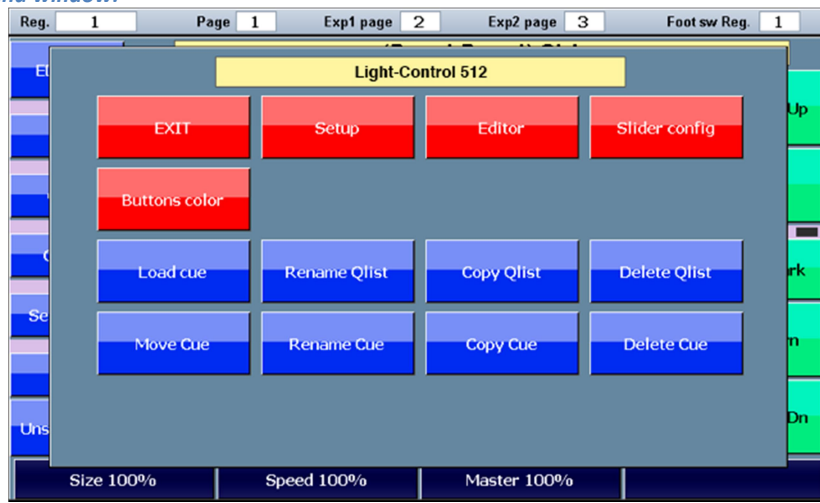 Reg. 1 Page 1 Exp1 page 2 Exp2 page 3 Foot sw Reg. 1
Light-Control 512
Up
EXIT Setup Editor Slider config
Buttons color
Load cue Rename Qlist Copy Qlist Delete Qlist
Move Cue Rename Cue Copy Cue Delete Cue
Dn
Size 100% Speed 100% Master 100%